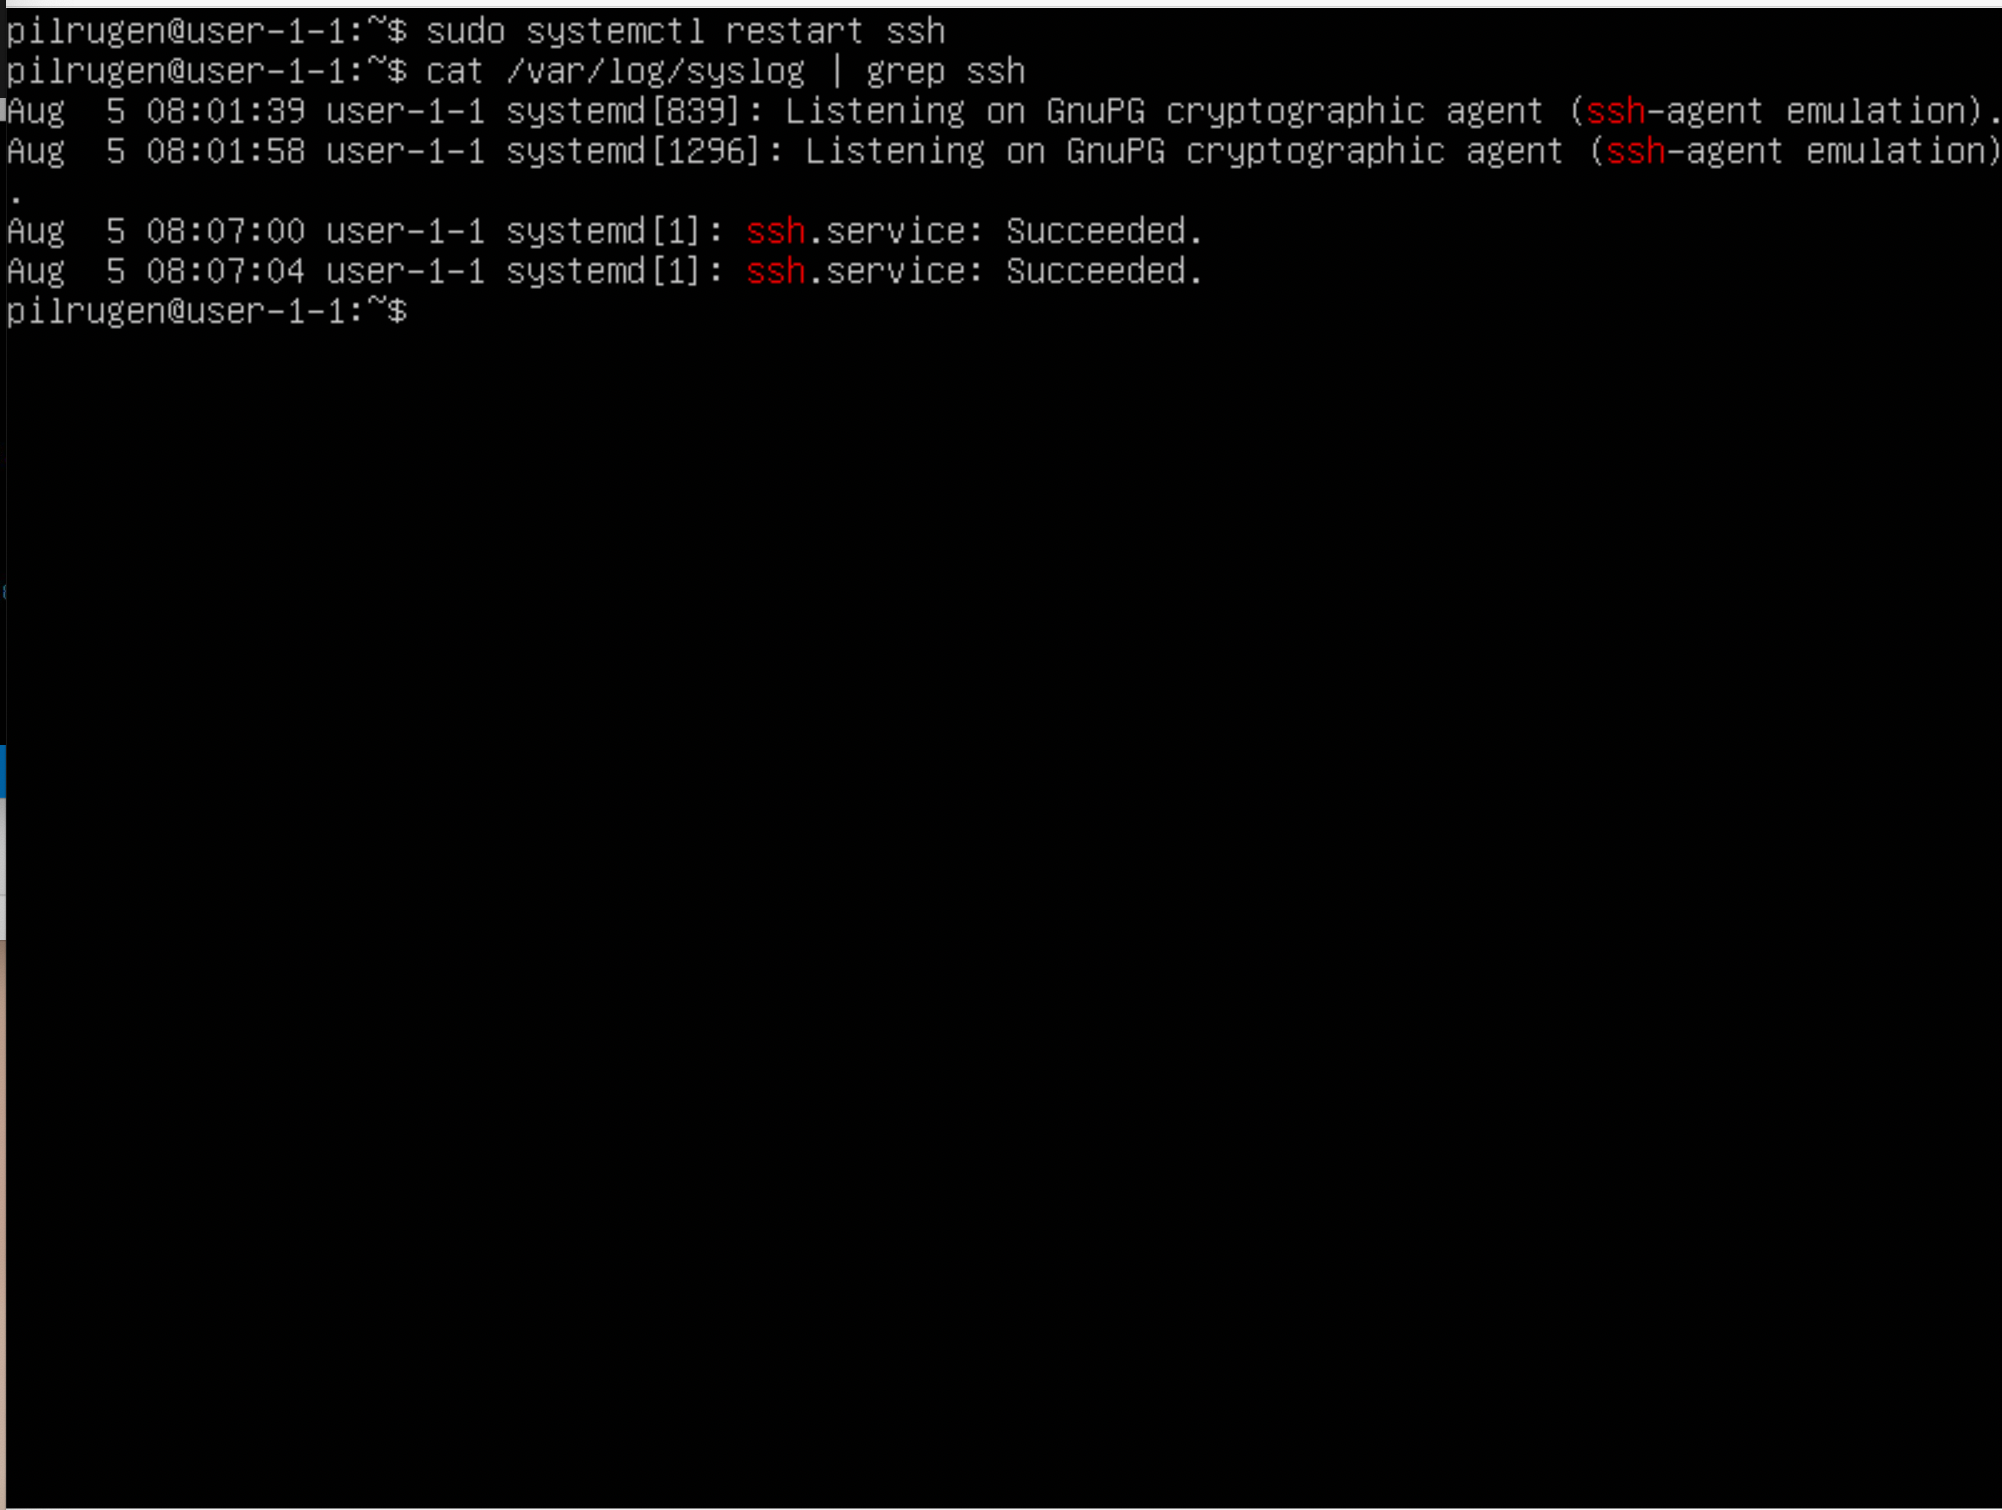 pilrugen@user-1-1:~$ sudo systemctl restart ssh
pilrugen@user-1-1:~$ cat /var/log/syslog | grep ssh
Aug  5 08:01:39 user-1-1 systemd[839]: Listening on GnuPG cryptographic agent (ssh-agent emulation).
Aug  5 08:01:58 user-1-1 systemd[1296]: Listening on GnuPG cryptographic agent (ssh-agent emulation)
.
Aug  5 08:07:00 user-1-1 systemd[1]: ssh.service: Succeeded.
Aug  5 08:07:04 user-1-1 systemd[1]: ssh.service: Succeeded.
pilrugen@user-1-1:~$